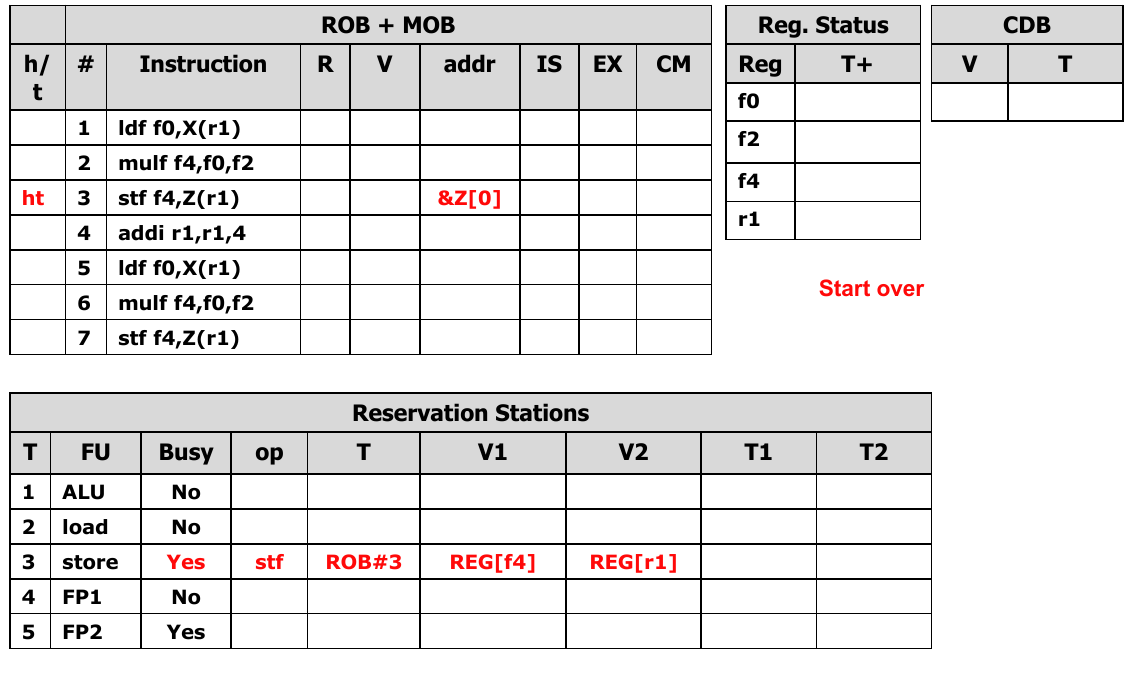 ROB + MOB
h/t # Instruction R V addr IS EX CM
1 ldf f0,X(r1)
2 mulf f4,f0,f2
ht 3 stf f4,Z(r1) &Z[0]
4 addi r1,r1,4
5 ldf f0,X(r1)
6 mulf f4,f0,f2
7 stf f4,Z(r1)
Reg. Status
Reg T+
f0
f2
f4
r1
CDB
V T
Start over
Reservation Stations
T FU Busy op T V1 V2 T1 T2
1 ALU No
2 load No
3 store Yes stf ROB#3 REG[f4] REG[r1]
4 FP1 No
5 FP2 Yes